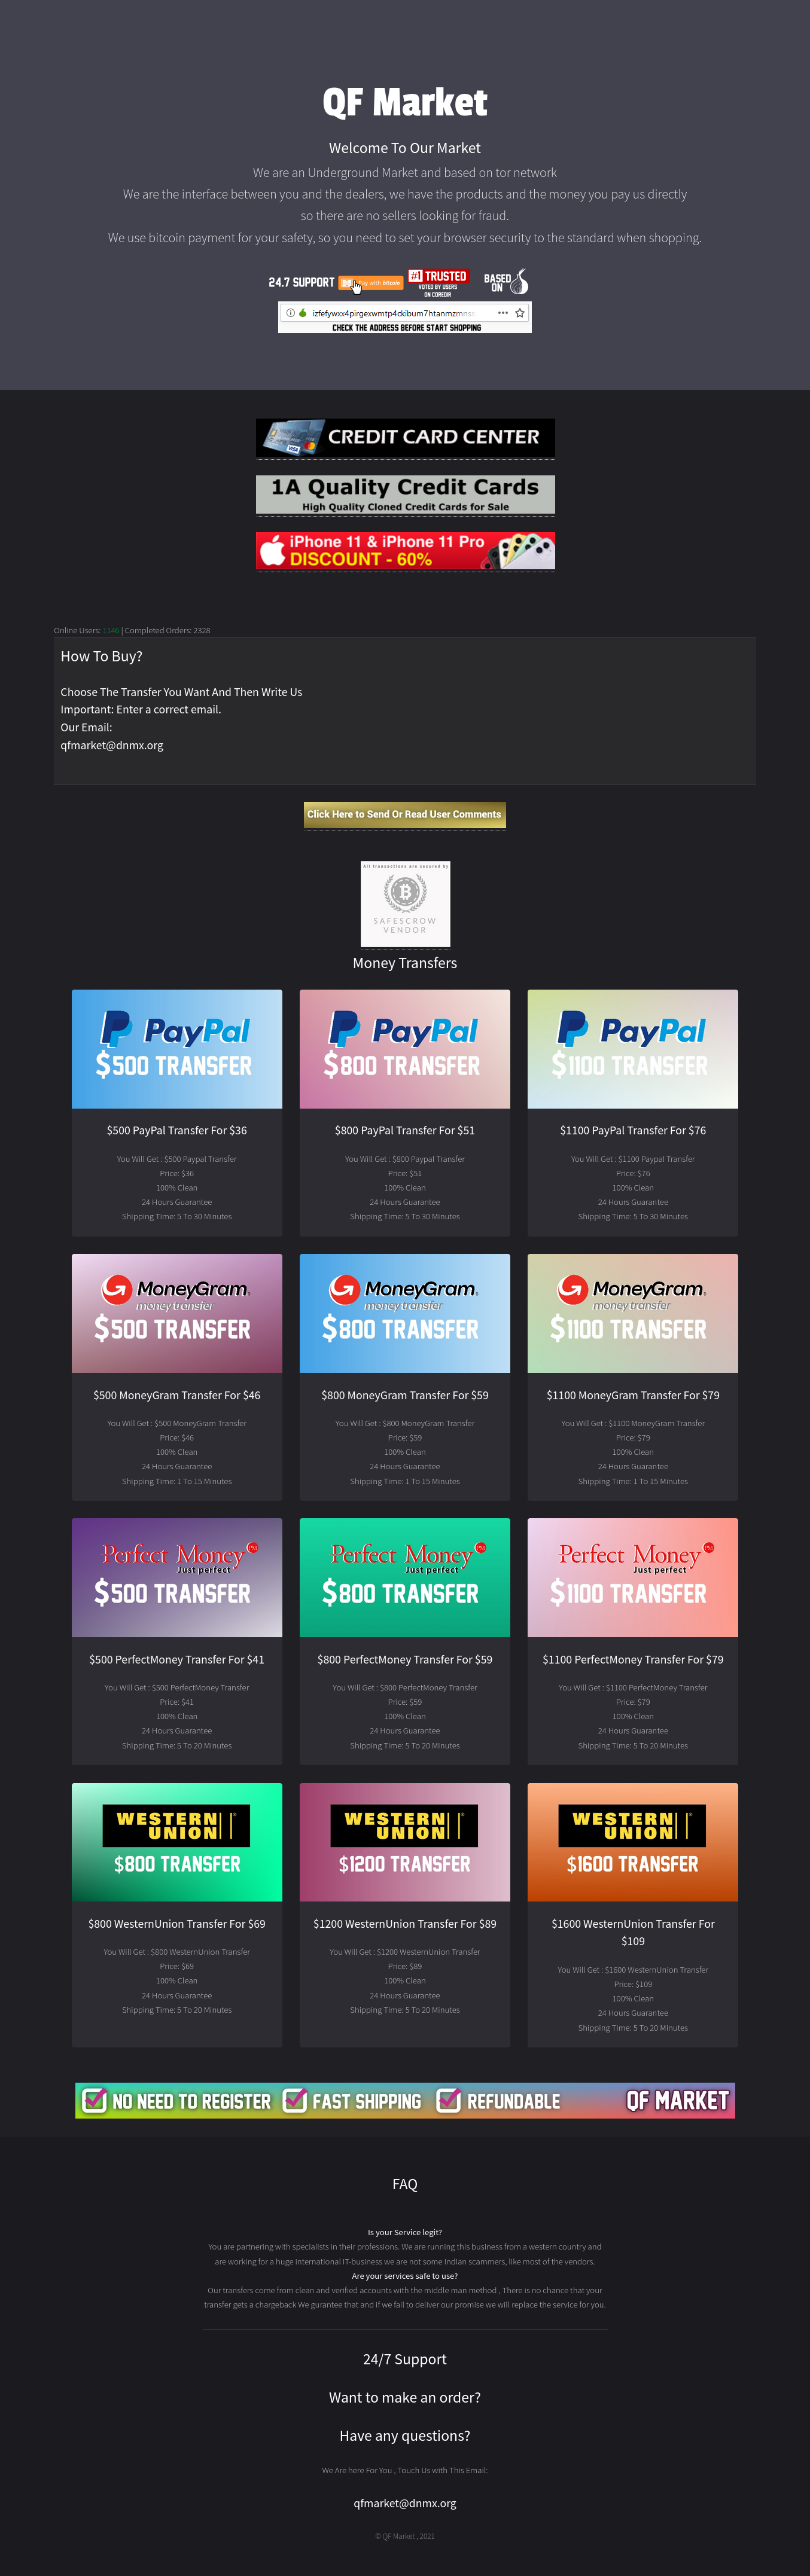 QF Market
Welcome To Our Market
We are an Underground Market and based on tor network
We are the interface between you and the dealers, we have the products and the money you pay us directly
so there are no sellers looking for fraud.
We use bitcoin payment for your safety, so you need to set your browser security to the standard when shopping.
24.7 SUPPORT
pay with bitcoin
#1 TRUSTED
VOTED BY USERS
ON COREDIR
BASED
ON
CHECK THE ADDRESS BEFORE START SHOPPING
CREDIT CARD CENTER
1A Quality Credit Cards
High Quality Cloned Credit Cards for Sale
iPhone 11 & iPhone 11 Pro
DISCOUNT - 60%
Online Users: 1146 | Completed Orders: 2328
How To Buy?
Choose The Transfer You Want And Then Write Us
Important: Enter a correct email.
Our Email:
qfmarket@dnmx.org
Click Here to Send Or Read User Comments
All transactions are secured by
SAFESCROW
VENDOR
Money Transfers
PayPal
$500 TRANSFER
$500 PayPal Transfer For $36
You Will Get : $500 Paypal Transfer
Price: $36
100% Clean
24 Hours Guarantee
Shipping Time: 5 To 30 Minutes
PayPal
$800 TRANSFER
$800 PayPal Transfer For $51
You Will Get : $800 Paypal Transfer
Price: $51
100% Clean
24 Hours Guarantee
Shipping Time: 5 To 30 Minutes
PayPal
$1100 TRANSFER
$1100 PayPal Transfer For $76
You Will Get : $1100 Paypal Transfer
Price: $76
100% Clean
24 Hours Guarantee
Shipping Time: 5 To 30 Minutes
MoneyGram
money transfer
$500 TRANSFER
$500 MoneyGram Transfer For $46
You Will Get : $500 MoneyGram Transfer
Price: $46
100% Clean
24 Hours Guarantee
Shipping Time: 1 To 15 Minutes
MoneyGram
money transfer
$800 TRANSFER
$800 MoneyGram Transfer For $59
You Will Get : $800 MoneyGram Transfer
Price: $59
100% Clean
24 Hours Guarantee
Shipping Time: 1 To 15 Minutes
MoneyGram
money transfer
$1100 TRANSFER
$1100 MoneyGram Transfer For $79
You Will Get : $1100 MoneyGram Transfer
Price: $79
100% Clean
24 Hours Guarantee
Shipping Time: 1 To 15 Minutes
Perfect Money PM
Just perfect
$500 TRANSFER
$500 PerfectMoney Transfer For $41
You Will Get : $500 PerfectMoney Transfer
Price: $41
100% Clean
24 Hours Guarantee
Shipping Time: 5 To 20 Minutes
Perfect Money PM
Just perfect
$800 TRANSFER
$800 PerfectMoney Transfer For $59
You Will Get : $800 PerfectMoney Transfer
Price: $59
100% Clean
24 Hours Guarantee
Shipping Time: 5 To 20 Minutes
Perfect Money PM
Just perfect
$1100 TRANSFER
$1100 PerfectMoney Transfer For $79
You Will Get : $1100 PerfectMoney Transfer
Price: $79
100% Clean
24 Hours Guarantee
Shipping Time: 5 To 20 Minutes
WESTERN
UNION
$800 TRANSFER
$800 WesternUnion Transfer For $69
You Will Get : $800 WesternUnion Transfer
Price: $69
100% Clean
24 Hours Guarantee
Shipping Time: 5 To 20 Minutes
WESTERN
UNION
$1200 TRANSFER
$1200 WesternUnion Transfer For $89
You Will Get : $1200 WesternUnion Transfer
Price: $89
100% Clean
24 Hours Guarantee
Shipping Time: 5 To 20 Minutes
WESTERN
UNION
$1600 TRANSFER
$1600 WesternUnion Transfer For
$109
You Will Get : $1600 WesternUnion Transfer
Price: $109
100% Clean
24 Hours Guarantee
Shipping Time: 5 To 20 Minutes
NO NEED TO REGISTER FAST SHIPPING REFUNDABLE QF MARKET
FAQ
Is your Service legit?
You are partnering with specialists in their professions. We are running this business from a western country and
are working for a huge international IT-business we are not some Indian scammers, like most of the vendors.
Are your services safe to use?
Our transfers come from clean and verified accounts with the middle man method , There is no chance that your
transfer gets a chargeback We gurantee that and if we fail to deliver our promise we will replace the service for you.
24/7 Support
Want to make an order?
Have any questions?
We Are here For You , Touch Us with This Email:
qfmarket@dnmx.org
© QF Market , 2021